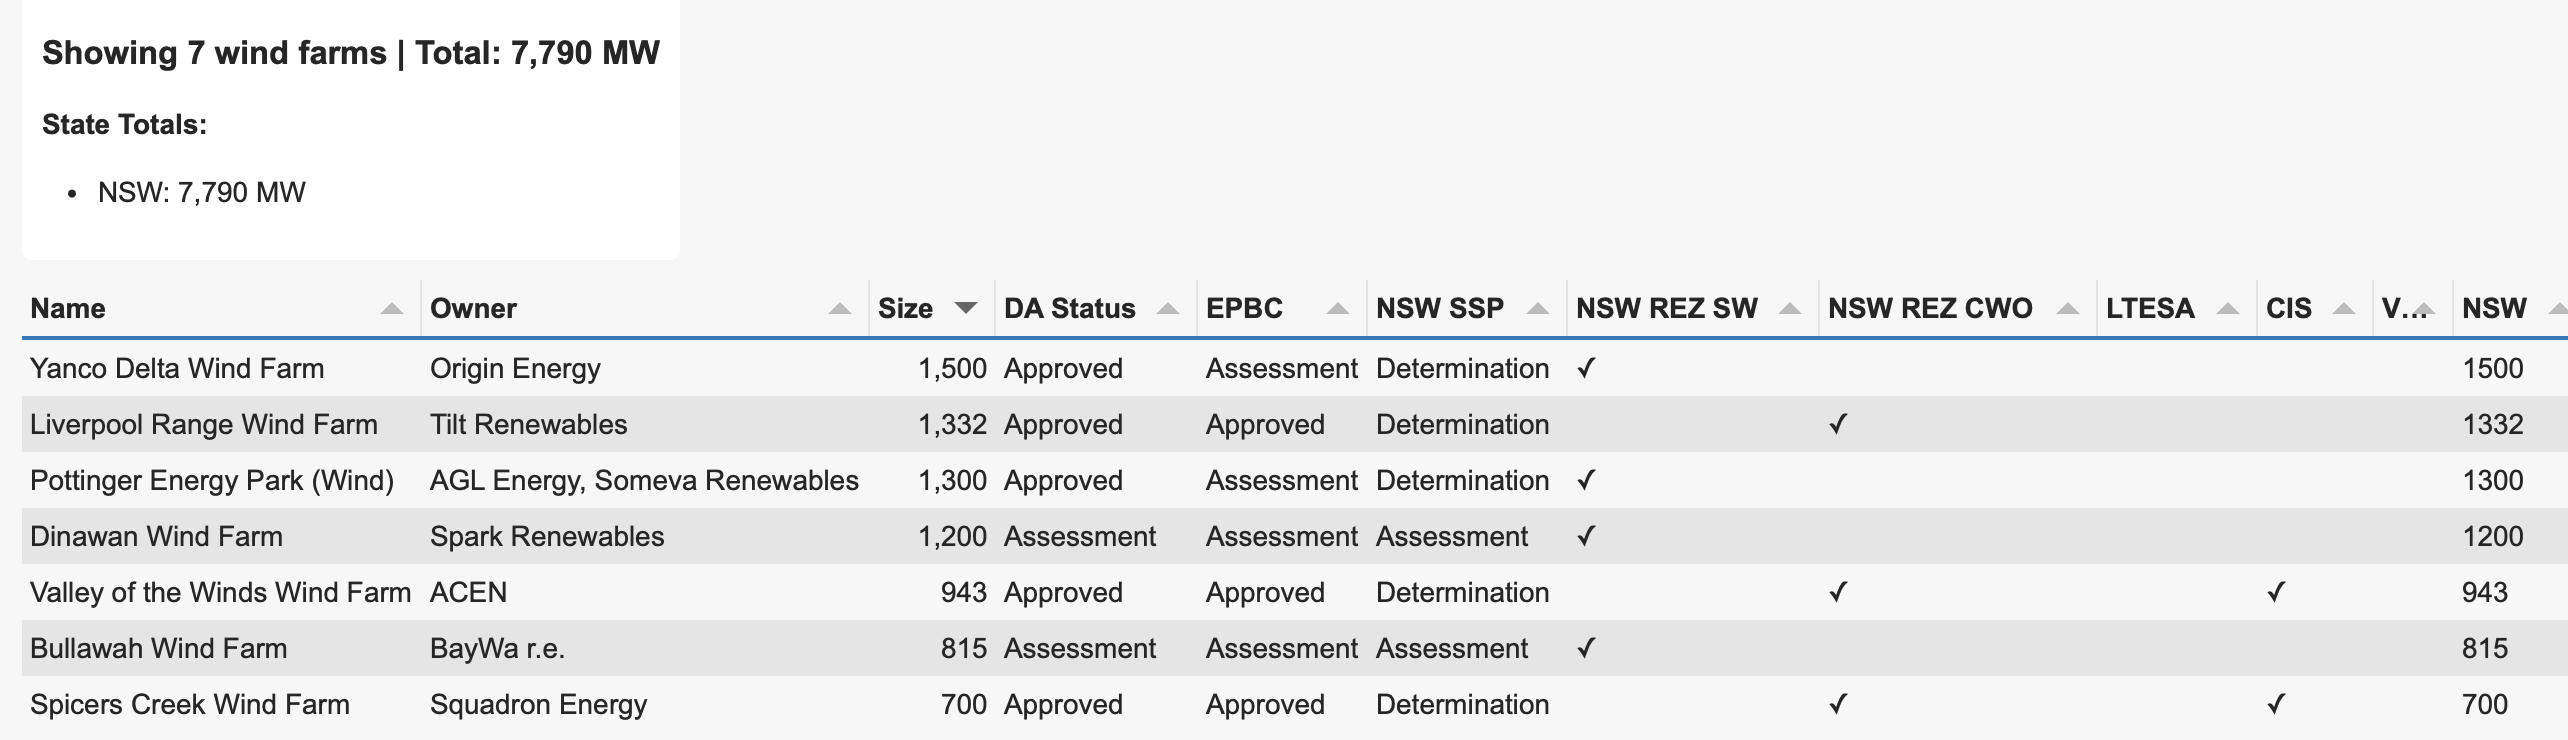 Showing 7 wind farms | Total: 7,790 MW
State Totals:
• NSW: 7,790 MW
Name Owner Size DA Status EPBC NSW SSP NSW REZ SW NSW REZ CWO LTESA CIS V... NSW
Yanco Delta Wind Farm Origin Energy 1,500 Approved Assessment Determination ✓ 1500
Liverpool Range Wind Farm Tilt Renewables 1,332 Approved Approved Determination ✓ 1332
Pottinger Energy Park (Wind) AGL Energy, Someva Renewables 1,300 Approved Assessment Determination ✓ 1300
Dinawan Wind Farm Spark Renewables 1,200 Assessment Assessment Assessment ✓ 1200
Valley of the Winds Wind Farm ACEN 943 Approved Approved Determination ✓ ✓ 943
Bullawah Wind Farm BayWa r.e. 815 Assessment Assessment Assessment ✓ 815
Spicers Creek Wind Farm Squadron Energy 700 Approved Approved Determination ✓ ✓ 700